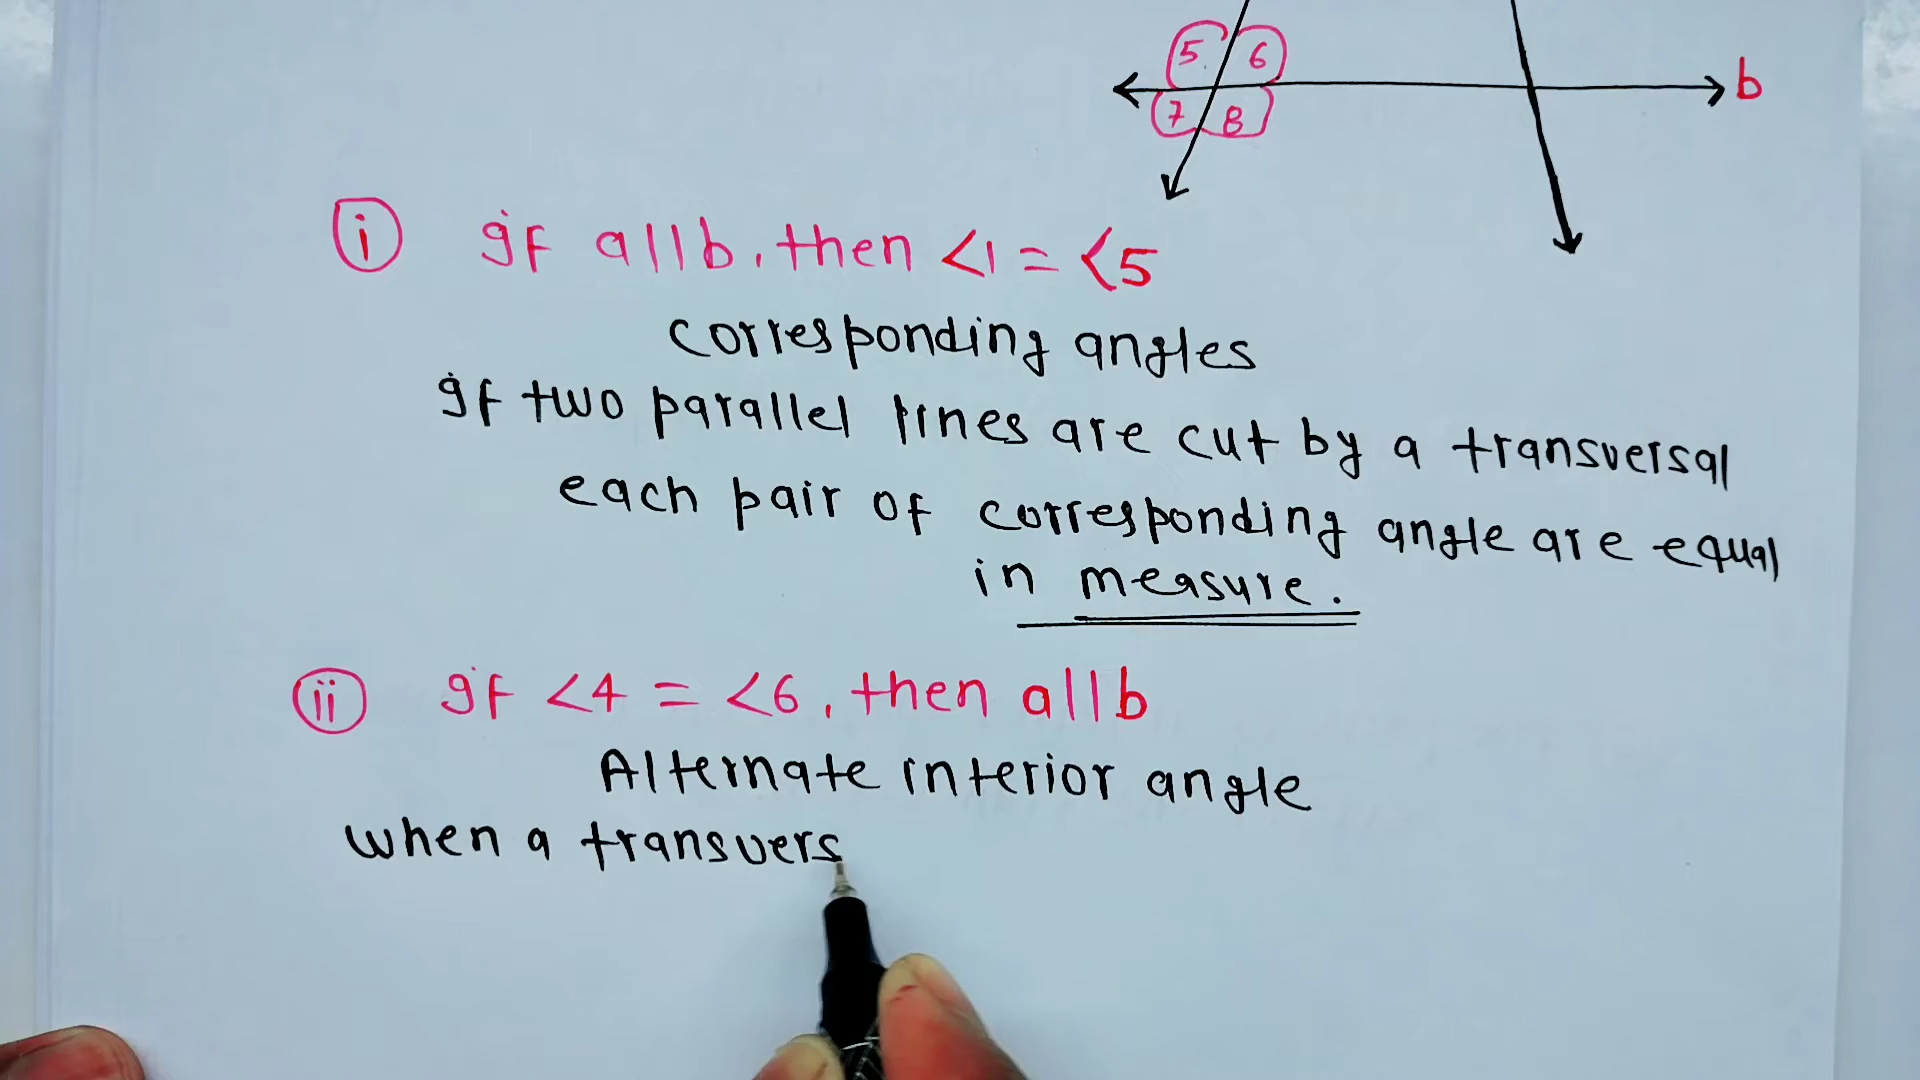 5 6
b
7 8
i If a||b, then <1 = <5
corresponding angles
If two parallel lines are cut by a transversal
each pair of corresponding angle are equal
in measure.
ii If <4 = <6, then a||b
Alternate interior angle
when a transvers